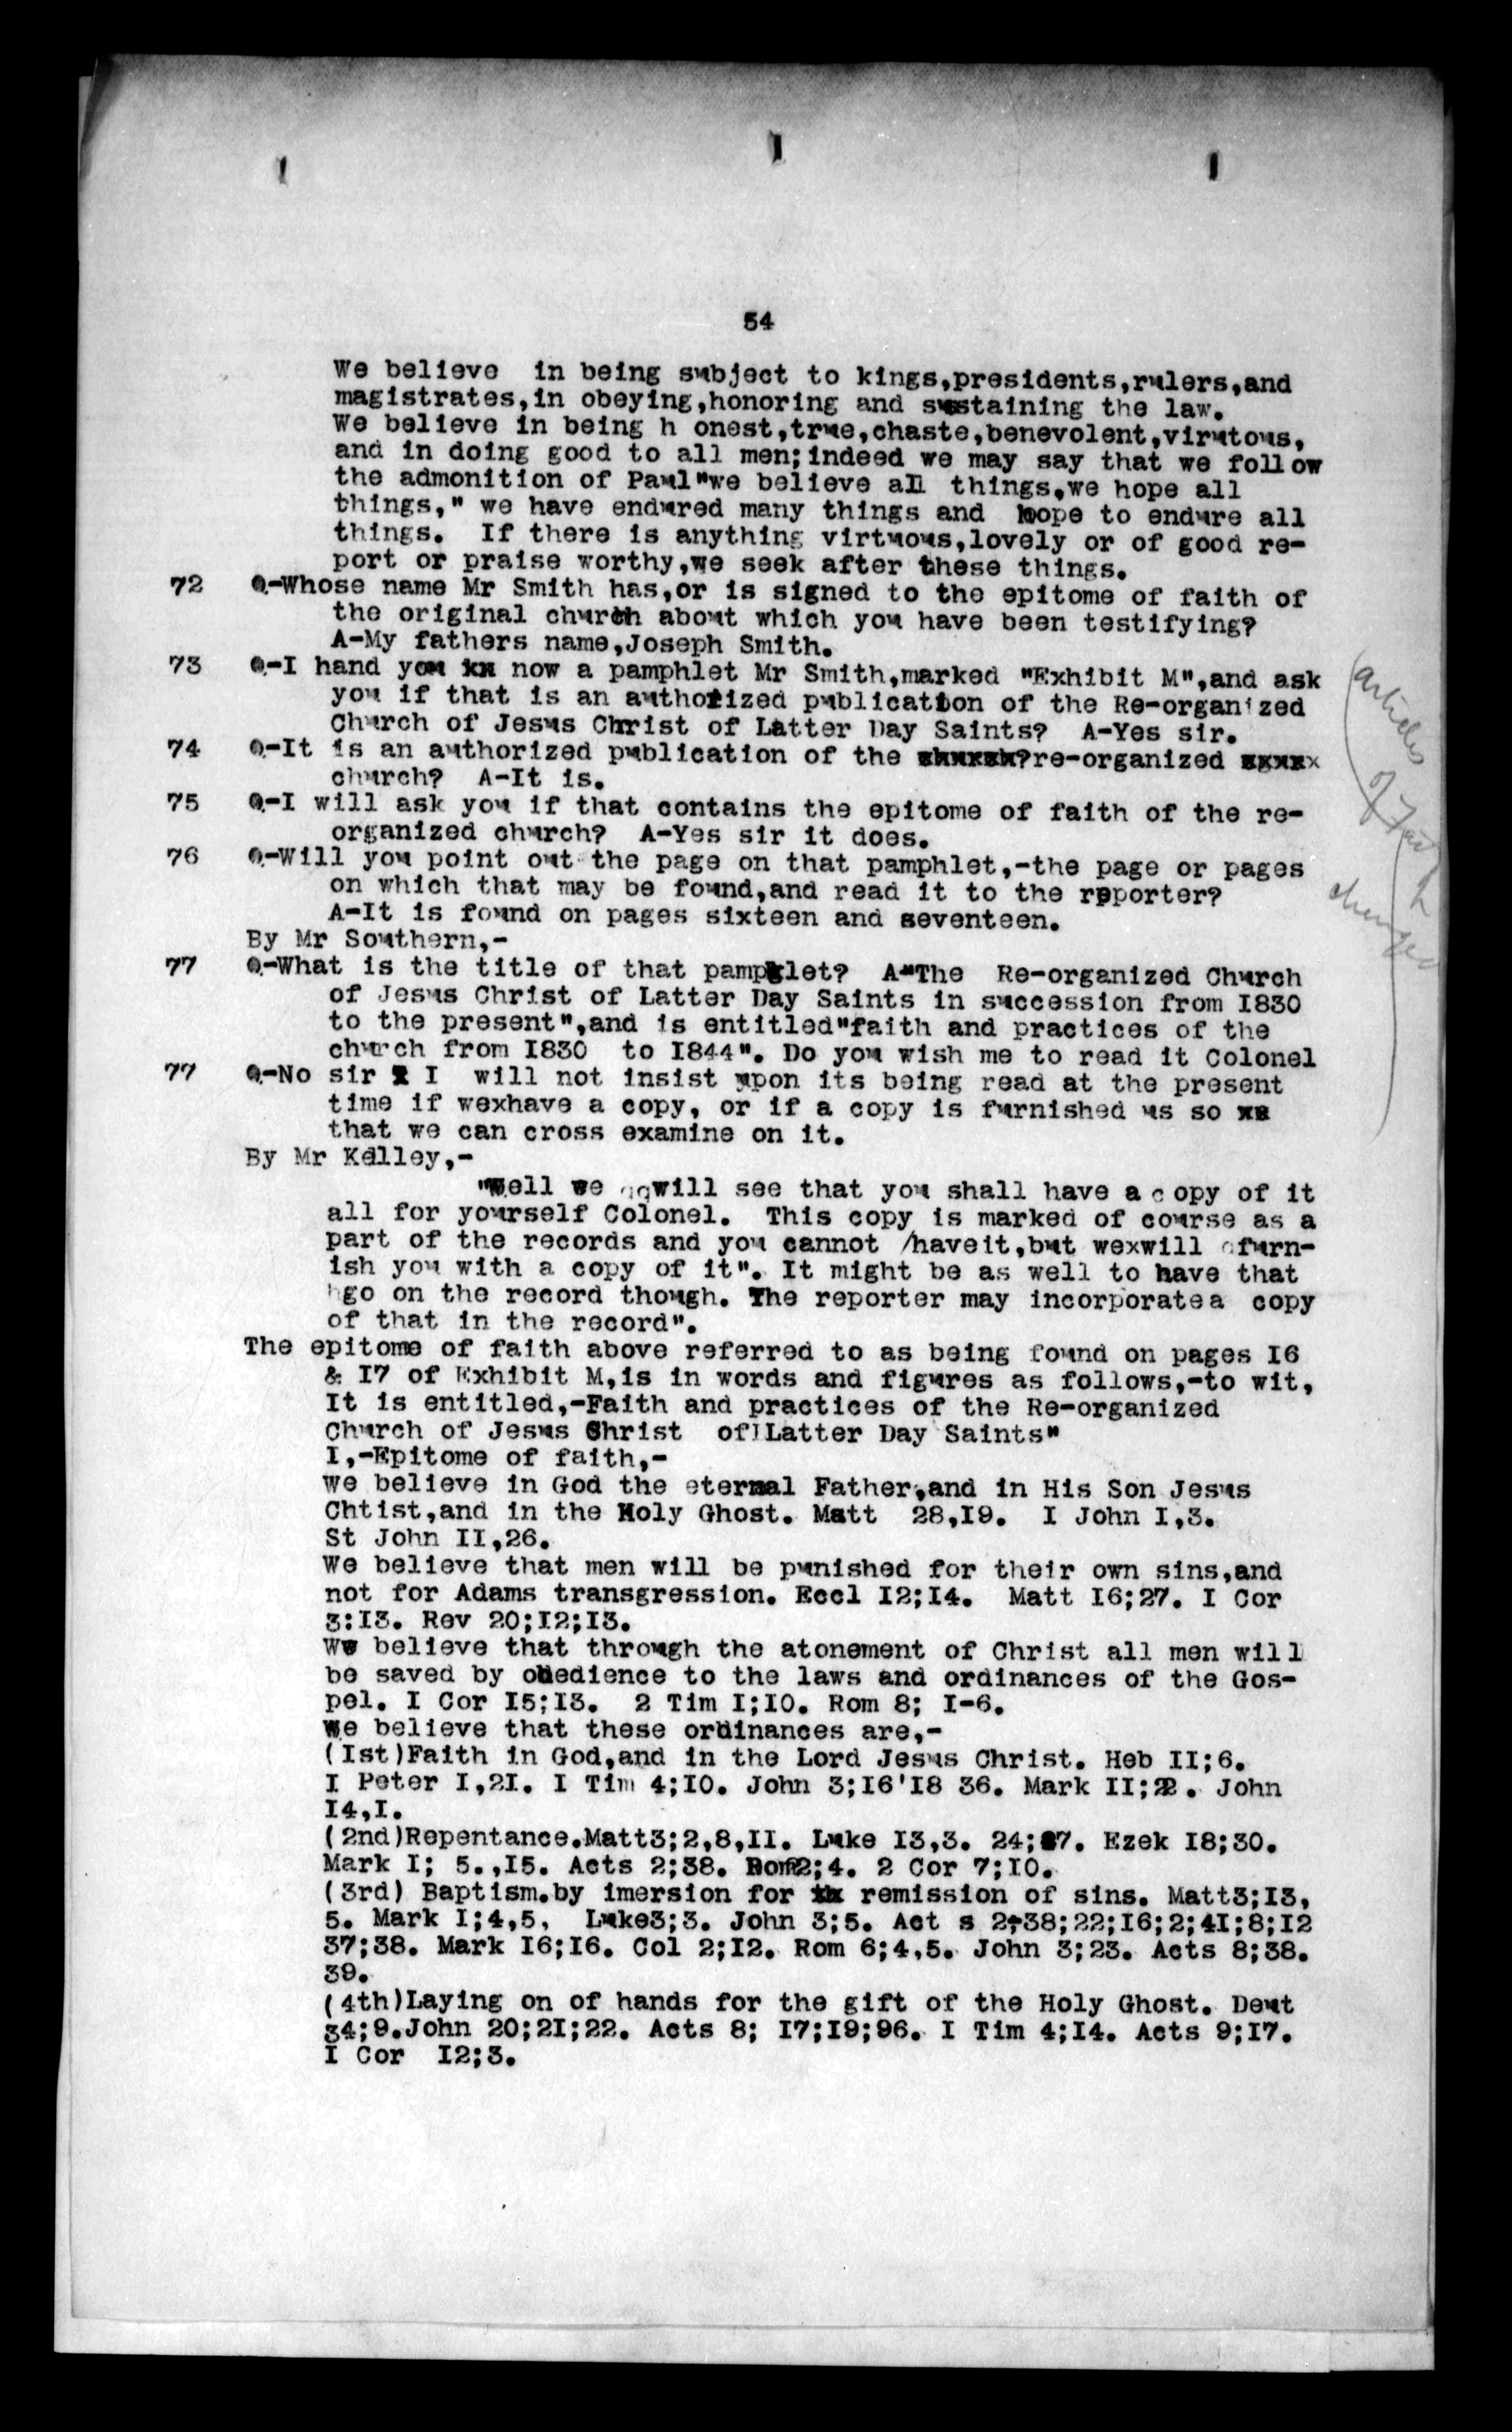 54
We believe in being subject to kings,presidents,rulers,and
magistrates,in obeying,honoring and sustaining the law.
We believe in being h onest,true,chaste,benevolent,virutous,
and in doing good to all men;indeed we may say that we follow
the admonition of Paul"we believe all things,we hope all
things," we have endured many things and hope to endure all
things. If there is anything virtuous,lovely or of good re-
port or praise worthy,we seek after these things.
72 Q-Whose name Mr Smith has,or is signed to the epitome of faith of
the original church about which you have been testifying?
A-My fathers name,Joseph Smith.
73 Q-I hand you xx now a pamphlet Mr Smith,marked "Exhibit M",and ask
you if that is an authorized publication of the Re-organized
Church of Jesus Christ of Latter Day Saints? A-Yes sir.
74 Q-It is an authorized publication of the re-organized
church? A-It is.
75 Q-I will ask you if that contains the epitome of faith of the re-
organized church? A-Yes sir it does.
76 Q-Will you point out the page on that pamphlet,-the page or pages
on which that may be found,and read it to the reporter?
A-It is found on pages sixteen and seventeen.
By Mr Southern,-
77 Q-What is the title of that pamphlet? A-"The Re-organized Church
of Jesus Christ of Latter Day Saints in succession from I830
to the present",and is entitled"faith and practices of the
church from I830 to I844". Do you wish me to read it Colonel
77 Q-No sir I will not insist upon its being read at the present
time if wexhave a copy, or if a copy is furnished us so xx
that we can cross examine on it.
By Mr Kelley,-
"Well we will see that you shall have a c opy of it
all for yourself Colonel. This copy is marked of course as a
part of the records and you cannot /haveit,but wexwill furn-
ish you with a copy of it". It might be as well to have that
go on the record though. The reporter may incorporatea copy
of that in the record".
The epitome of faith above referred to as being found on pages I6
& I7 of Exhibit M,is in words and figures as follows,-to wit,
It is entitled,-Faith and practices of the Re-organized
Church of Jesus Christ of Latter Day Saints"
I,-Epitome of faith,-
We believe in God the eternal Father,and in His Son Jesus
Chtist,and in the Holy Ghost. Matt 28,I9. I John I,3.
St John II,26.
We believe that men will be punished for their own sins,and
not for Adams transgression. Eccl I2;I4. Matt I6;27. I Cor
3:I3. Rev 20;I2;I3.
We believe that through the atonement of Christ all men will
be saved by obedience to the laws and ordinances of the Gos-
pel. I Cor I5;I3. 2 Tim I;IO. Rom 8; I-6.
We believe that these ordinances are,-
(Ist)Faith in God,and in the Lord Jesus Christ. Heb II;6.
I Peter I,2I. I Tim 4;IO. John 3;I6'I8 36. Mark II;22. John
I4,I.
(2nd)Repentance.Matt3;2,8,II. Luke I3,3. 24;47. Ezek I8;30.
Mark I; 5.,I5. Acts 2;38. Rom2;4. 2 Cor 7;IO.
(3rd) Baptism.by imersion for xx remission of sins. Matt3;I3,
5. Mark I;4,5, Luke3;3. John 3;5. Act s 2;38;22;I6;2;4I;8;I2
37;38. Mark I6;I6. Col 2;I2. Rom 6;4,5. John 3;23. Acts 8;38.
39.
(4th)Laying on of hands for the gift of the Holy Ghost. Deut
34;9.John 20;2I;22. Acts 8; I7;I9;96. I Tim 4;I4. Acts 9;I7.
I Cor I2;3.
articles
of Faith
changed